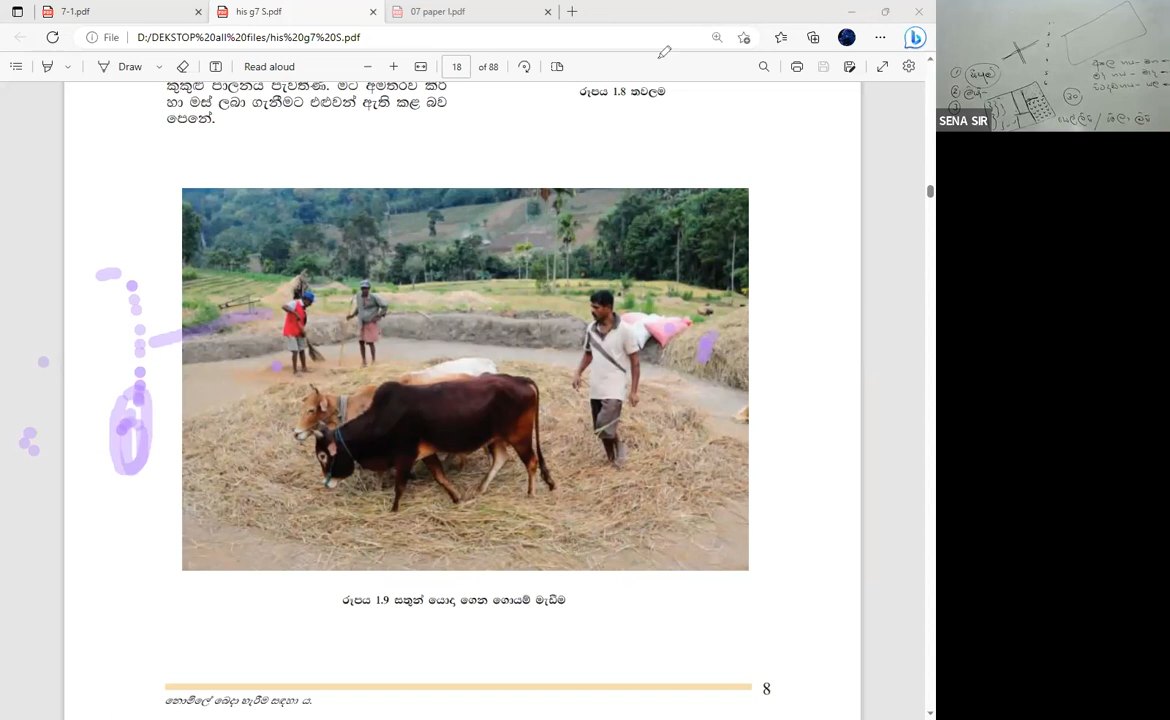 7-1.pdf
his g7 S.pdf
07 paper I.pdf
File
D:/DEKSTOP%20all%20files/his%20g7%20S.pdf
Draw
Read aloud
18 of 88
කුකුළු පාලනය පැවතිණ. මීට අමතරව කිරි
හා මස් ලබා ගැනීමට එළුවන් ඇති කළ බව
පෙනේ.
රූපය 1.8 තවලම
රූපය 1.9 සතුන් යොදා ගෙන ගොයම් මැඩීම
8
නොමිලේ බෙදා හැරීම සඳහා ය.
SENA SIR